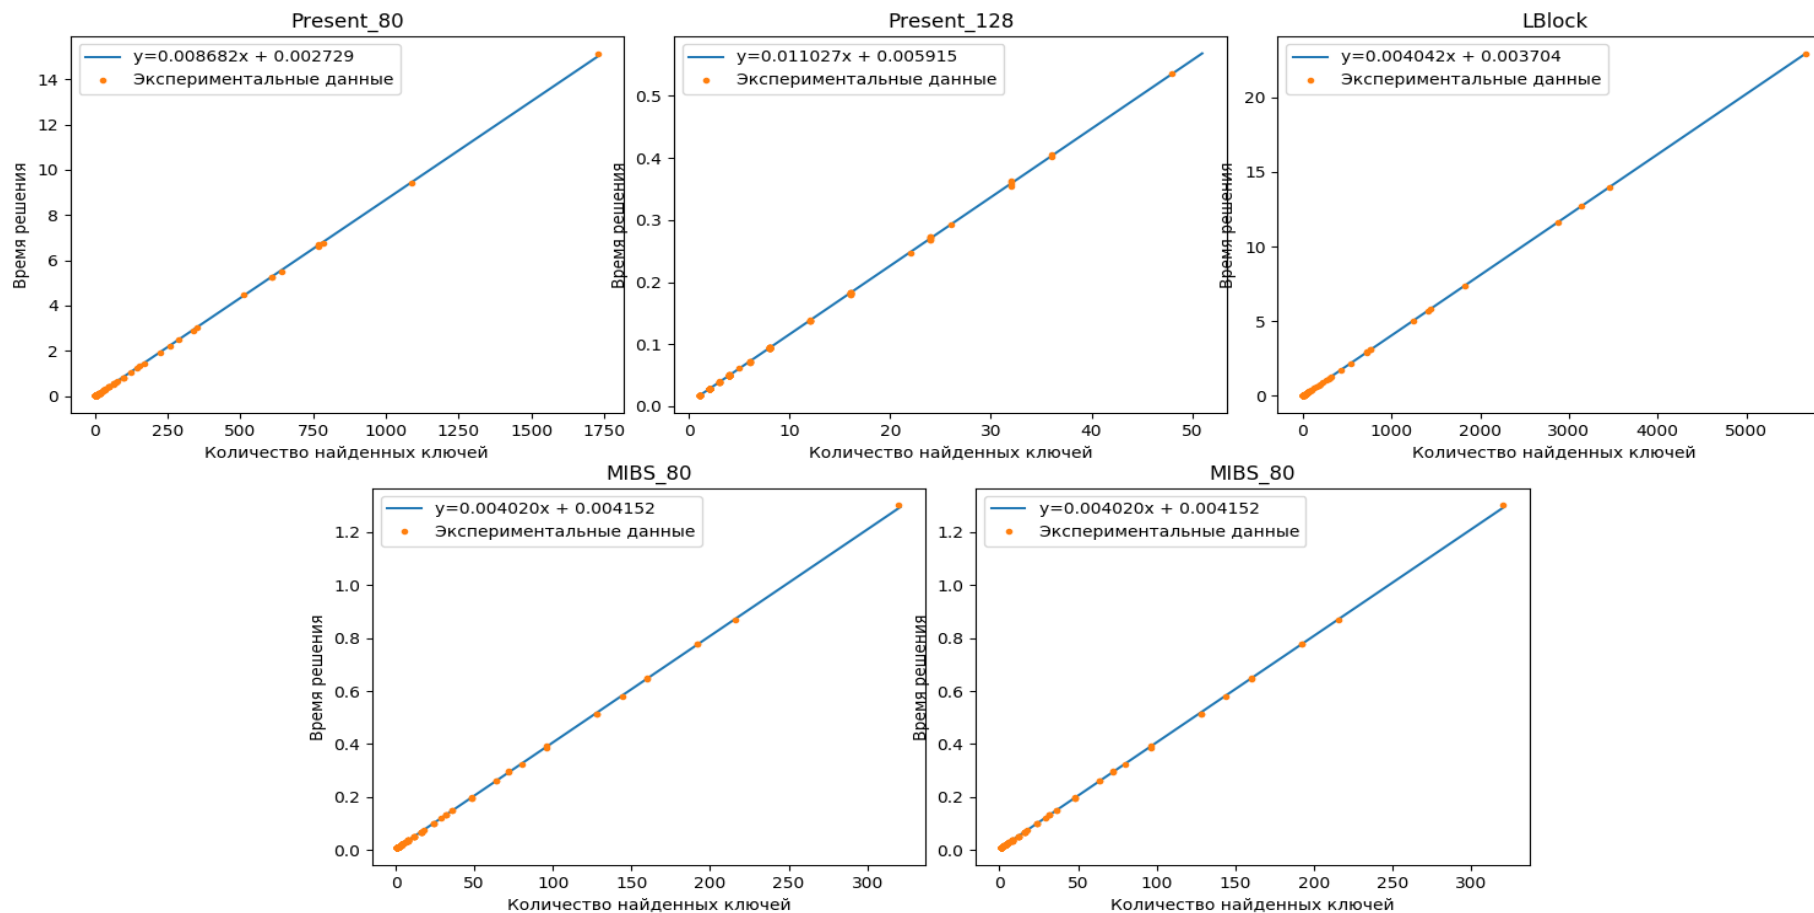 Present_80
y=0.008682x + 0.002729
Экспериментальные данные
Время решения
14
12
10
8
6
4
2
0
0 250 500 750 1000 1250 1500 1750
Количество найденных ключей
Present_128
y=0.011027x + 0.005915
Экспериментальные данные
Время решения
0.5
0.4
0.3
0.2
0.1
0.0
0 10 20 30 40 50
Количество найденных ключей
LBlock
y=0.004042x + 0.003704
Экспериментальные данные
Время решения
20
15
10
5
0
0 1000 2000 3000 4000 5000
Количество найденных ключей
MIBS_80
y=0.004020x + 0.004152
Экспериментальные данные
Время решения
1.2
1.0
0.8
0.6
0.4
0.2
0.0
0 50 100 150 200 250 300
Количество найденных ключей
MIBS_80
y=0.004020x + 0.004152
Экспериментальные данные
Время решения
1.2
1.0
0.8
0.6
0.4
0.2
0.0
0 50 100 150 200 250 300
Количество найденных ключей